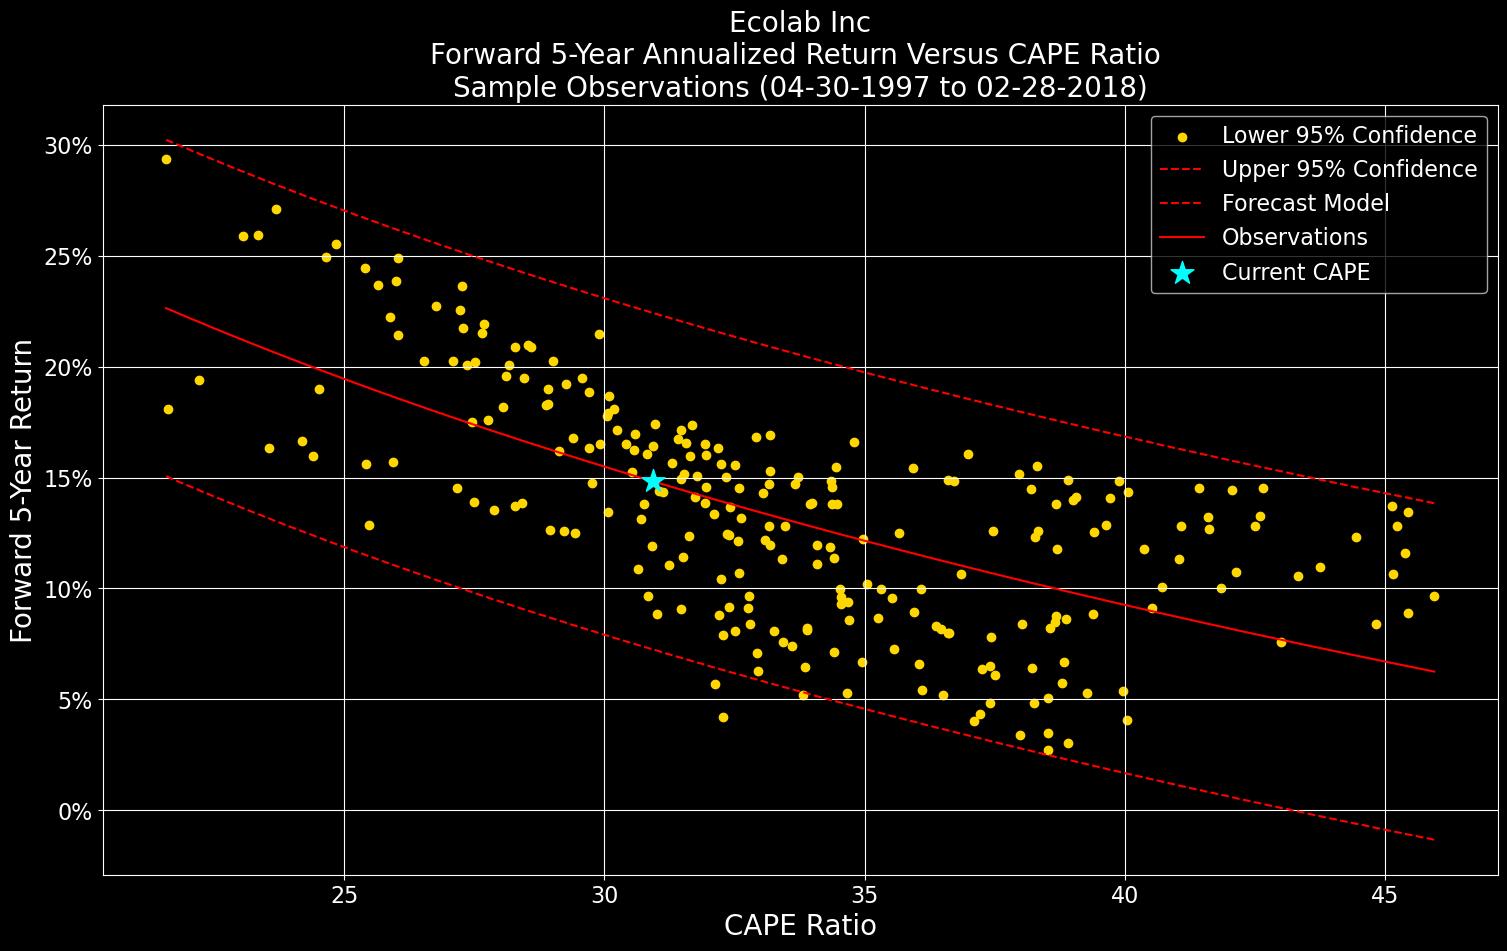 Ecolab Inc
Forward 5-Year Annualized Return Versus CAPE Ratio
Sample Observations (04-30-1997 to 02-28-2018)
Lower 95% Confidence
Upper 95% Confidence
Forecast Model
Observations
Current CAPE
Forward 5-Year Return
30%
25%
20%
15%
10%
5%
0%
25
30
35
40
45
CAPE Ratio